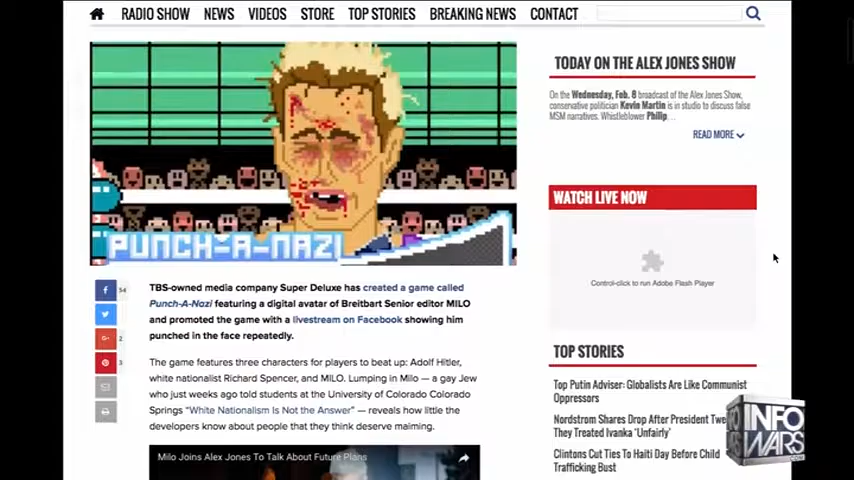 RADIO SHOW NEWS VIDEOS STORE TOP STORIES BREAKING NEWS CONTACT
PUNCH-A-NAZI
54
2
3
TBS-owned media company Super Deluxe has created a game called
Punch-A-Nazi featuring a digital avatar of Breitbart Senior editor MILO
and promoted the game with a livestream on Facebook showing him
punched in the face repeatedly.
The game features three characters for players to beat up: Adolf Hitler,
white nationalist Richard Spencer, and MILO. Lumping in Milo — a gay Jew
who just weeks ago told students at the University of Colorado Colorado
Springs “White Nationalism Is Not the Answer” — reveals how little the
developers know about people that they think deserve maiming.
Milo Joins Alex Jones To Talk About Future Plans
TODAY ON THE ALEX JONES SHOW
On the Wednesday, Feb. 8 broadcast of the Alex Jones Show,
conservative politician Kevin Martin is in studio to discuss false
MSM narratives. Whistleblower Philip...
READ MORE
WATCH LIVE NOW
Control-click to run Adobe Flash Player
TOP STORIES
Top Putin Adviser: Globalists Are Like Communist
Oppressors
Nordstrom Shares Drop After President Twe
They Treated Ivanka ‘Unfairly’
Clintons Cut Ties To Haiti Day Before Child
Trafficking Bust
INFO
WARS
.COM